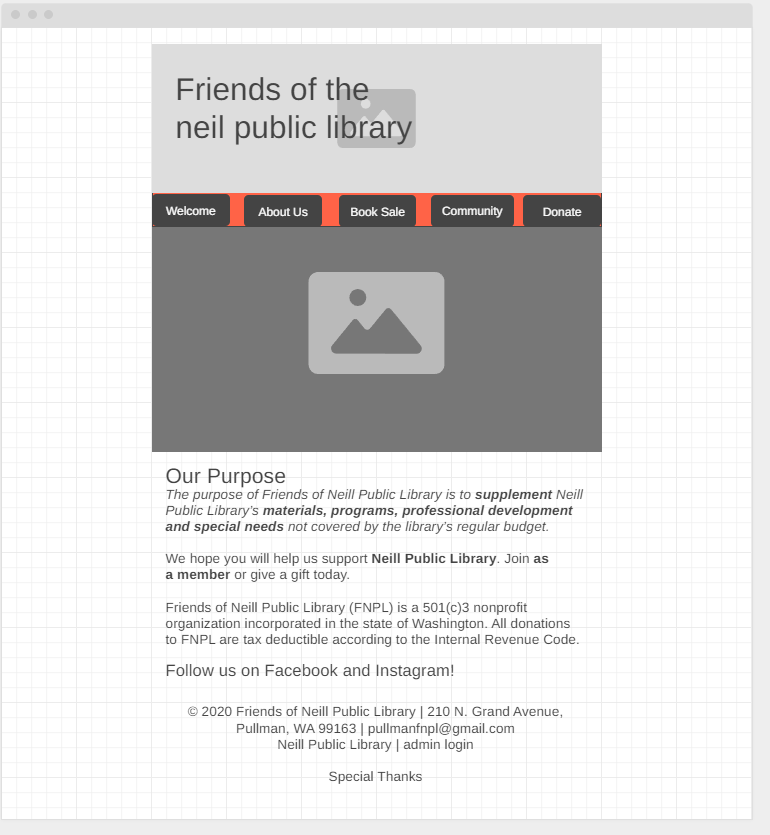 Friends of the
neil public library
Welcome
About Us
Book Sale
Community
Donate
Our Purpose
The purpose of Friends of Neill Public Library is to supplement Neill
Public Library’s materials, programs, professional development
and special needs not covered by the library’s regular budget.
We hope you will help us support Neill Public Library. Join as
a member or give a gift today.
Friends of Neill Public Library (FNPL) is a 501(c)3 nonprofit
organization incorporated in the state of Washington. All donations
to FNPL are tax deductible according to the Internal Revenue Code.
Follow us on Facebook and Instagram!
© 2020 Friends of Neill Public Library | 210 N. Grand Avenue,
Pullman, WA 99163 | pullmanfnpl@gmail.com
Neill Public Library | admin login
Special Thanks